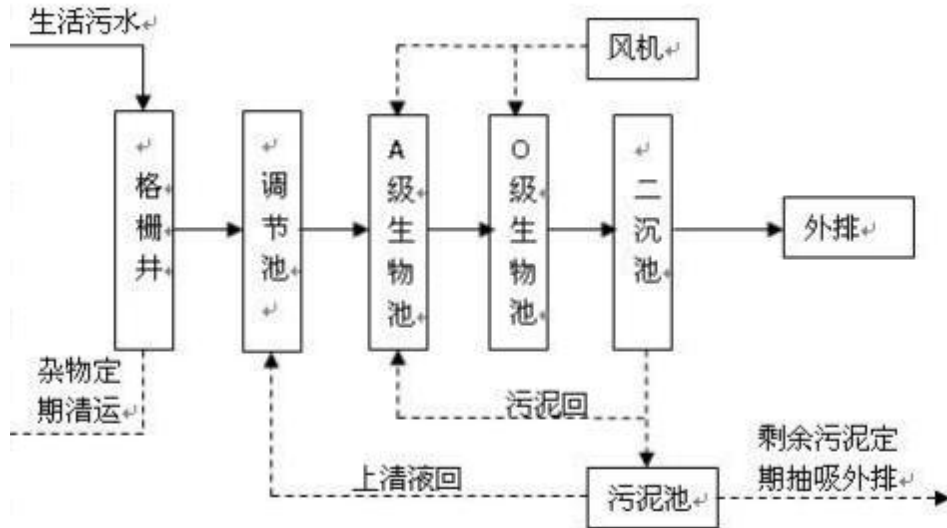 生活污水
风机
格栅井
调节池
A级生物池
O级生物池
二沉池
外排
杂物定
期清运
污泥回
剩余污泥定
期抽吸外排
上清液回
污泥池